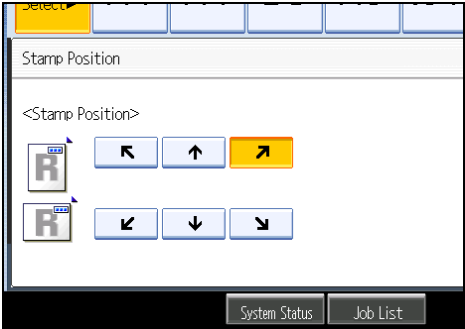 Select►
Stamp Position
<Stamp Position>
R
R
System Status
Job List